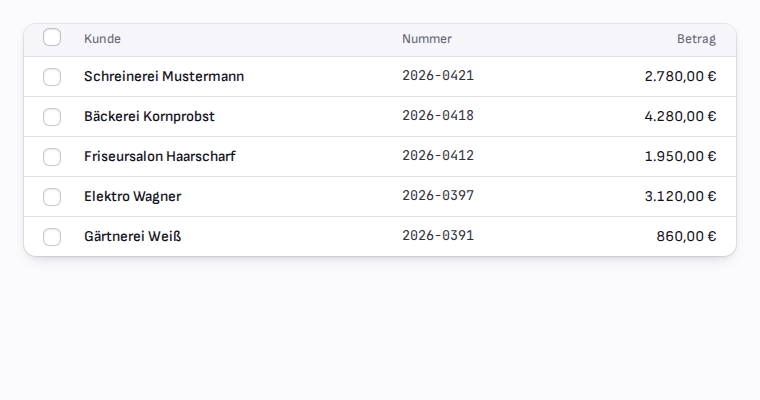 Kunde Nummer Betrag
Schreinerei Mustermann 2026-0421 2.780,00 €
Bäckerei Kornprobst 2026-0418 4.280,00 €
Friseursalon Haarscharf 2026-0412 1.950,00 €
Elektro Wagner 2026-0397 3.120,00 €
Gärtnerei Weiß 2026-0391 860,00 €